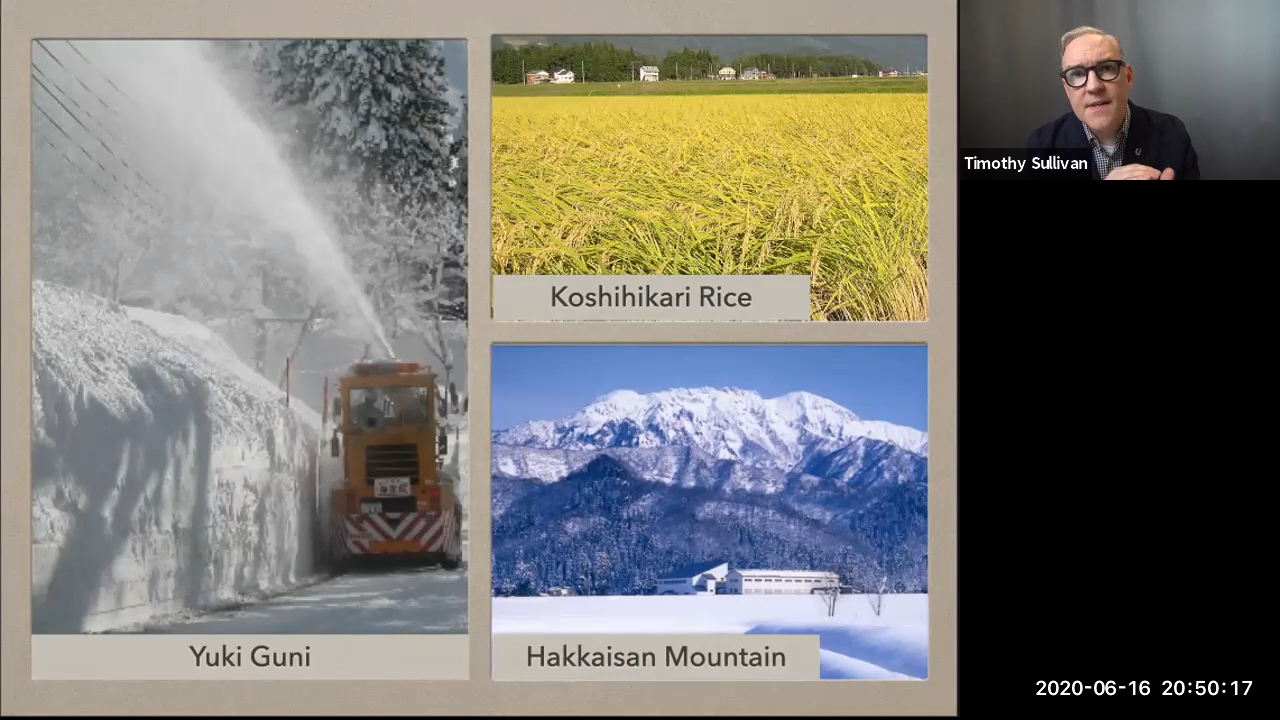 Koshihikari Rice
Yuki Guni
Hakkaisan Mountain
Timothy Sullivan
2020-06-16 20:50:17